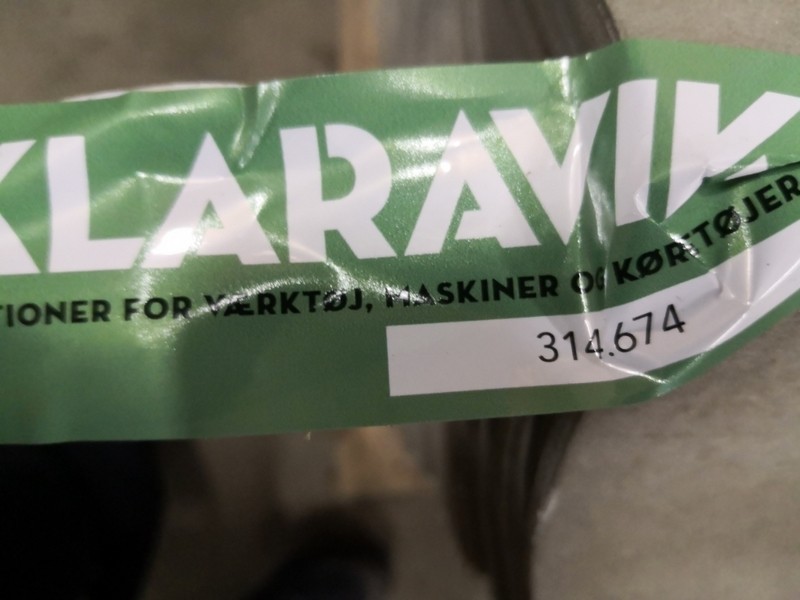 KLARAVIK
TIONER FOR VÆRKTØJ, MASKINER OG KØRETØJER
314.674